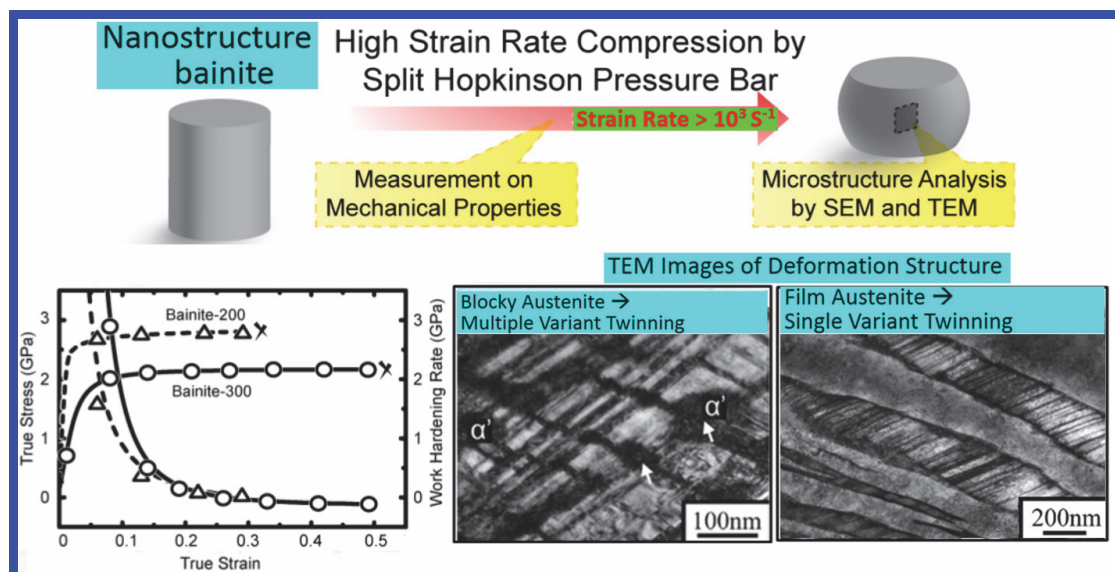 Nanostructure
bainite
High Strain Rate Compression by
Split Hopkinson Pressure Bar
Strain Rate > 10³ S⁻¹
Measurement on
Mechanical Properties
Microstructure Analysis
by SEM and TEM
TEM Images of Deformation Structure
3
2
1
0
True Stress (GPa)
Bainite-200
Bainite-300
3
2
1
0
Work Hardening Rate (GPa)
0 0.1 0.2 0.3 0.4 0.5
True Strain
Blocky Austenite →
Multiple Variant Twinning
α'
α'
100nm
Film Austenite →
Single Variant Twinning
200nm